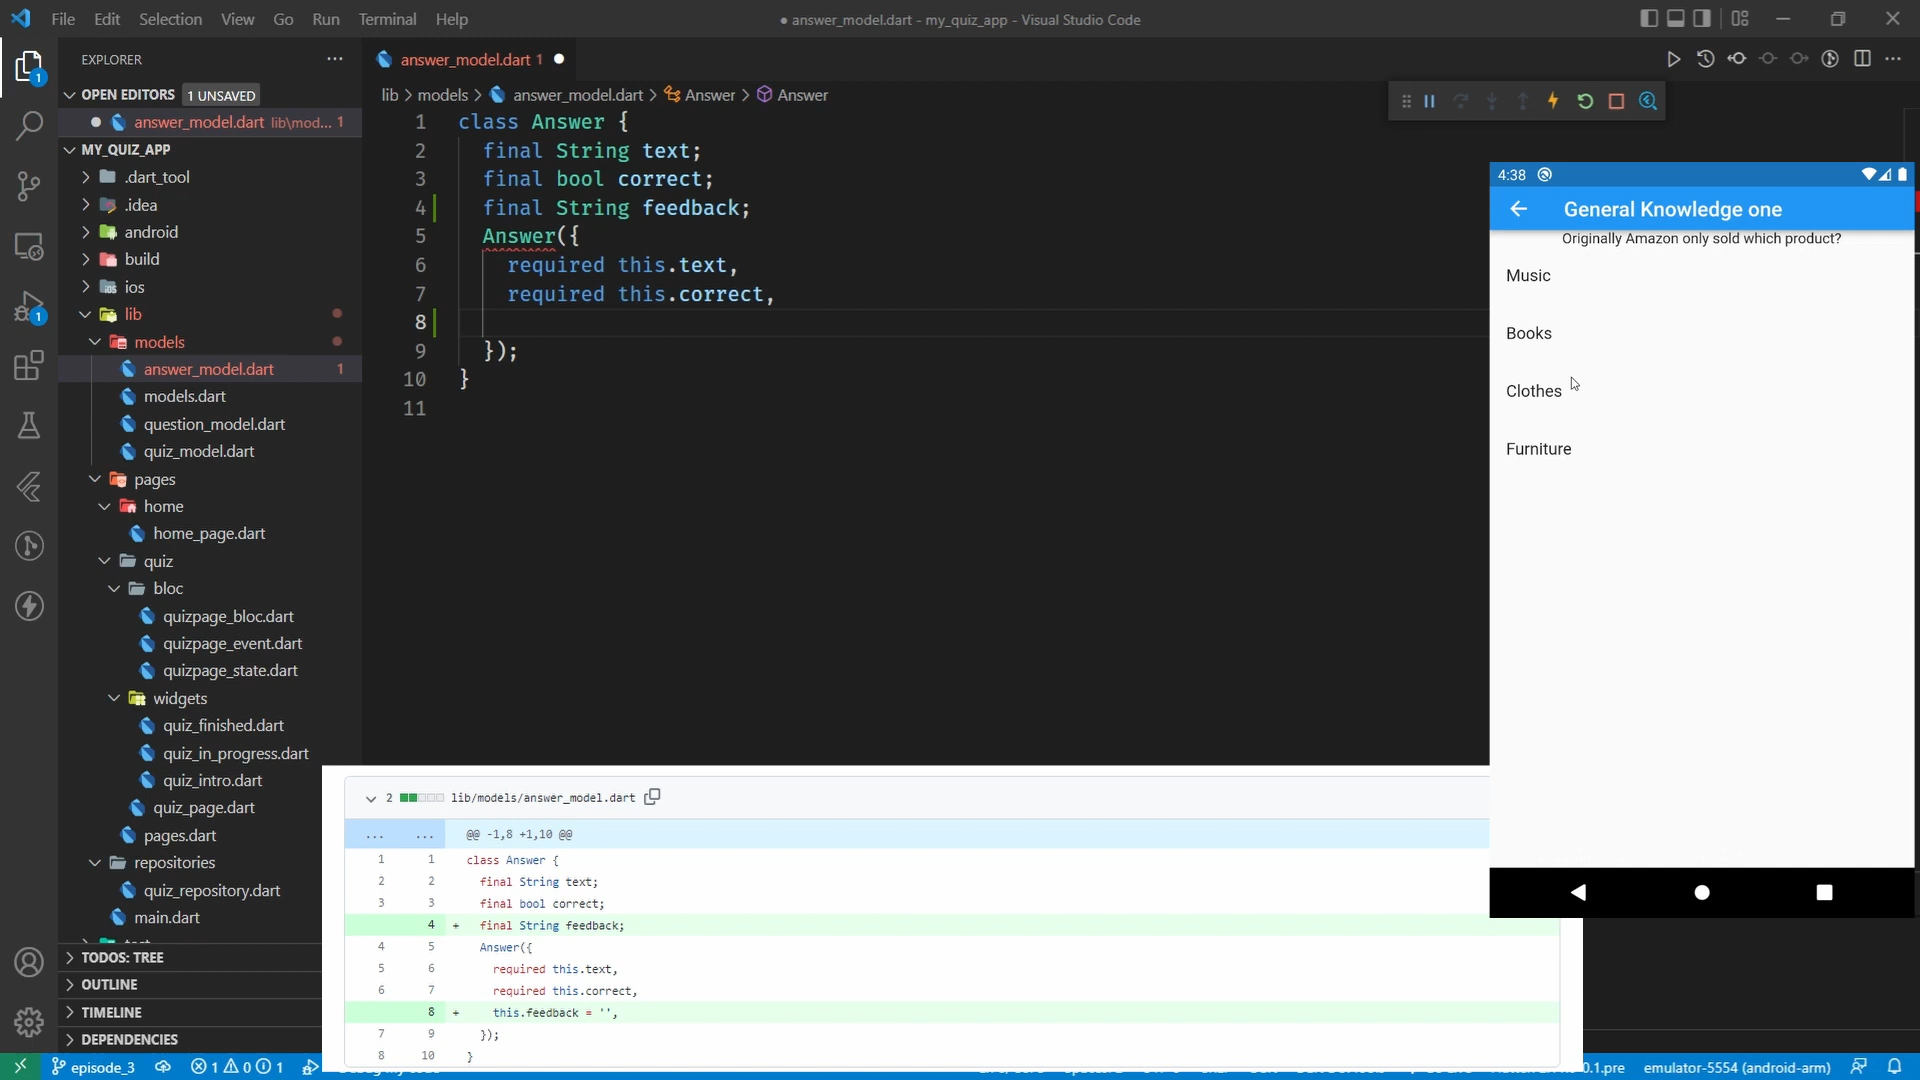 File Edit Selection View Go Run Terminal Help
● answer_model.dart - my_quiz_app - Visual Studio Code
EXPLORER
OPEN EDITORS 1 UNSAVED
answer_model.dart lib\mod... 1
MY_QUIZ_APP
.dart_tool
.idea
android
build
ios
lib
models
answer_model.dart 1
models.dart
question_model.dart
quiz_model.dart
pages
home
home_page.dart
quiz
bloc
quizpage_bloc.dart
quizpage_event.dart
quizpage_state.dart
widgets
quiz_finished.dart
quiz_in_progress.dart
quiz_intro.dart
quiz_page.dart
pages.dart
repositories
quiz_repository.dart
main.dart
TODOS: TREE
OUTLINE
TIMELINE
DEPENDENCIES
answer_model.dart 1
lib > models > answer_model.dart > Answer > Answer
1 class Answer {
2 final String text;
3 final bool correct;
4 final String feedback;
5 Answer({
6 required this.text,
7 required this.correct,
8
9 });
10 }
11
4:38
General Knowledge one
Originally Amazon only sold which product?
Music
Books
Clothes
Furniture
2 lib/models/answer_model.dart
... ... @@ -1,8 +1,10 @@
1 1 class Answer {
2 2 final String text;
3 3 final bool correct;
4 + final String feedback;
4 5 Answer({
5 6 required this.text,
6 7 required this.correct,
8 + this.feedback = '',
7 9 });
8 10 }
episode_3 1 0 1
0.1.pre emulator-5554 (android-arm)